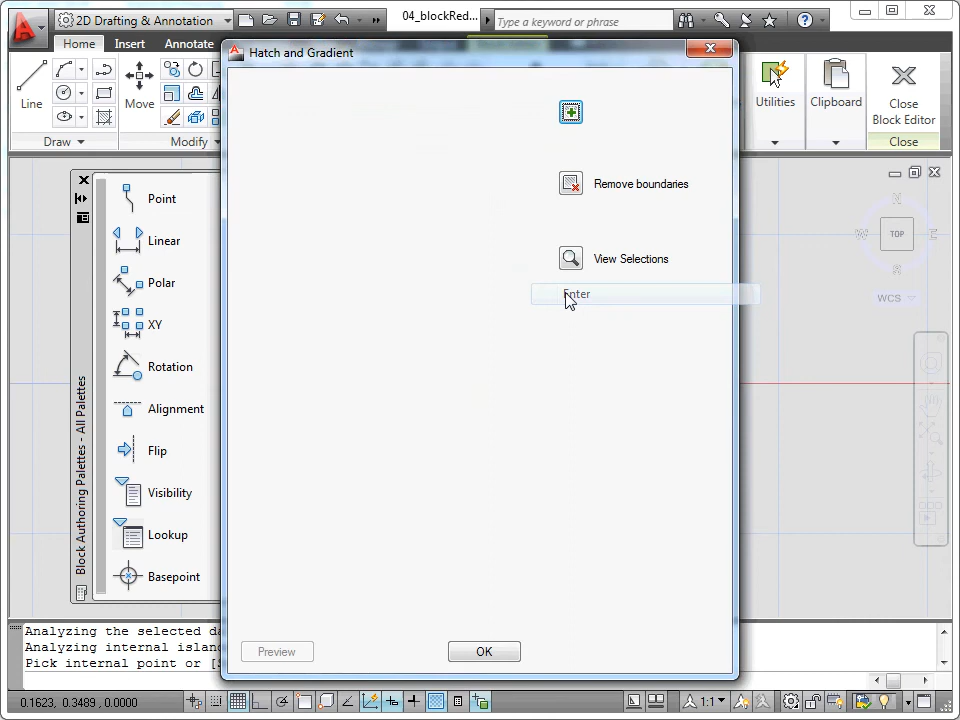 2D Drafting & Annotation
04_blockRed...
Type a keyword or phrase
Home
Insert
Annotate
Hatch and Gradient
Line
Move
Utilities
Clipboard
Close
Block Editor
Draw
Modify
Close
Remove boundaries
View Selections
Enter
Point
Linear
Polar
XY
Rotation
Alignment
Flip
Visibility
Lookup
Basepoint
Block Authoring Palettes - All Palettes
N
W
TOP
E
WCS
Preview
OK
Analyzing the selected da
Analyzing internal islan
Pick internal point or [S
0.1623, 0.3489 , 0.0000
1:1